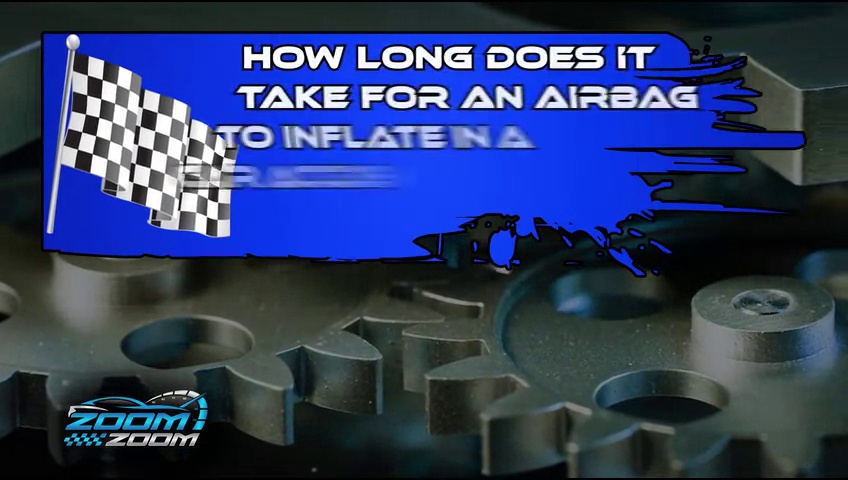 HOW LONG DOES IT
TAKE FOR AN AIRBAG
TO INFLATE IN A
ZOOM
ZOOM